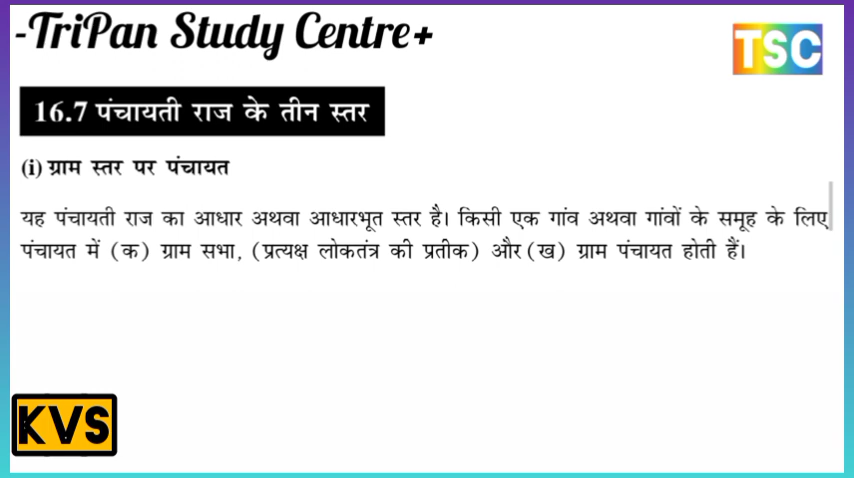 -TriPan Study Centre+
TSC
16.7 पंचायती राज के तीन स्तर
(i) ग्राम स्तर पर पंचायत
यह पंचायती राज का आधार अथवा आधारभूत स्तर है। किसी एक गांव अथवा गांवों के समूह के लिए
पंचायत में (क) ग्राम सभा, (प्रत्यक्ष लोकतंत्र की प्रतीक) और (ख) ग्राम पंचायत होती हैं।
KVS